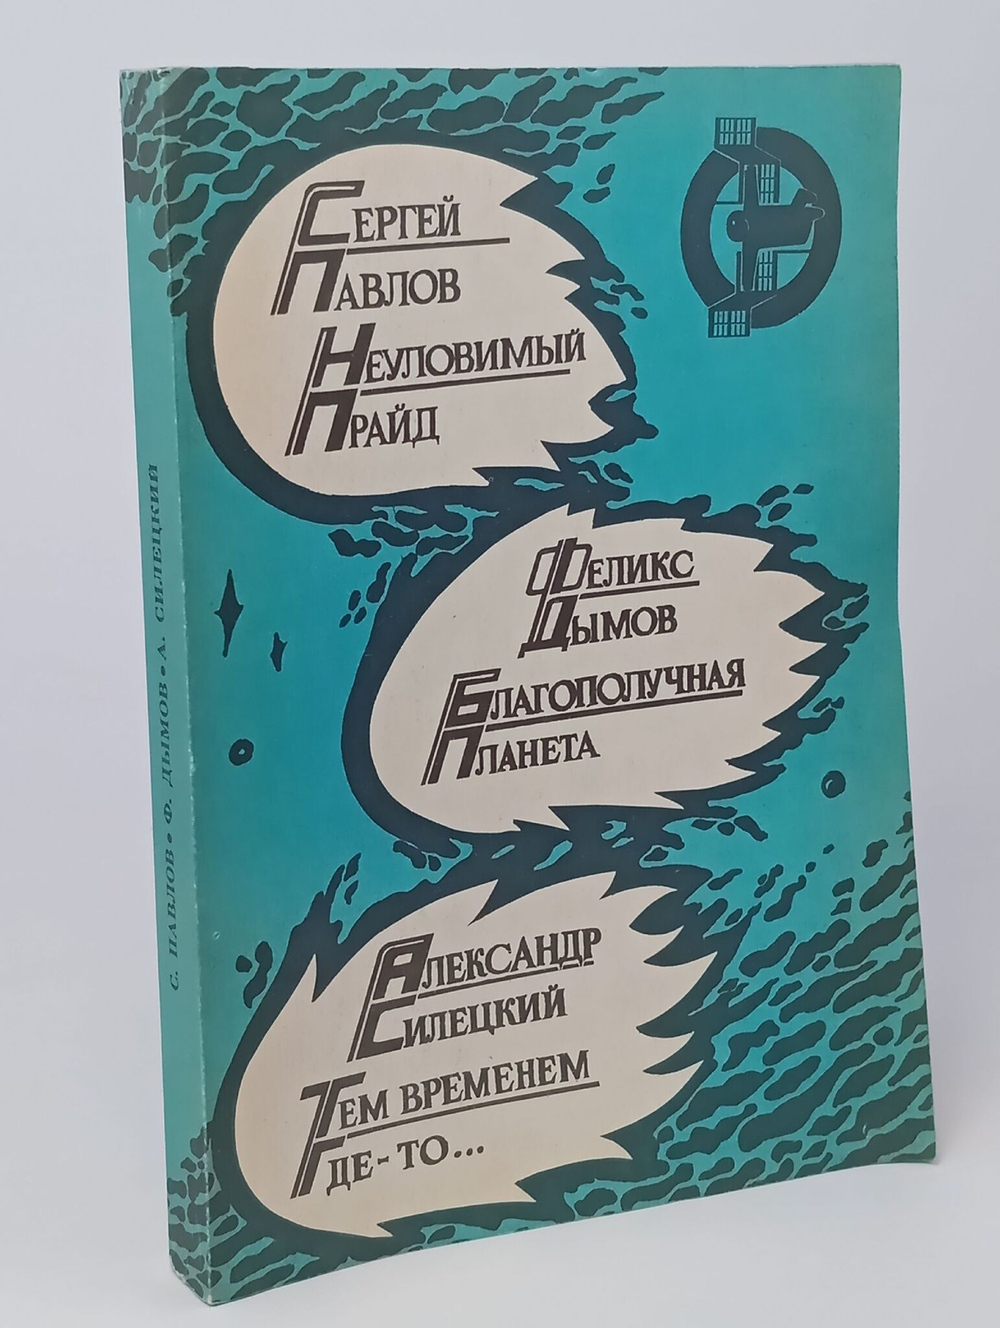 Сергей
Павлов
Неуловимый
Прайд
Феликс
Дымов
Благополучная
Планета
Александр
Силецкий
Тем временем
Где-то...
С. ПАВЛОВ • Ф. ДЫМОВ • А. СИЛЕЦКИЙ